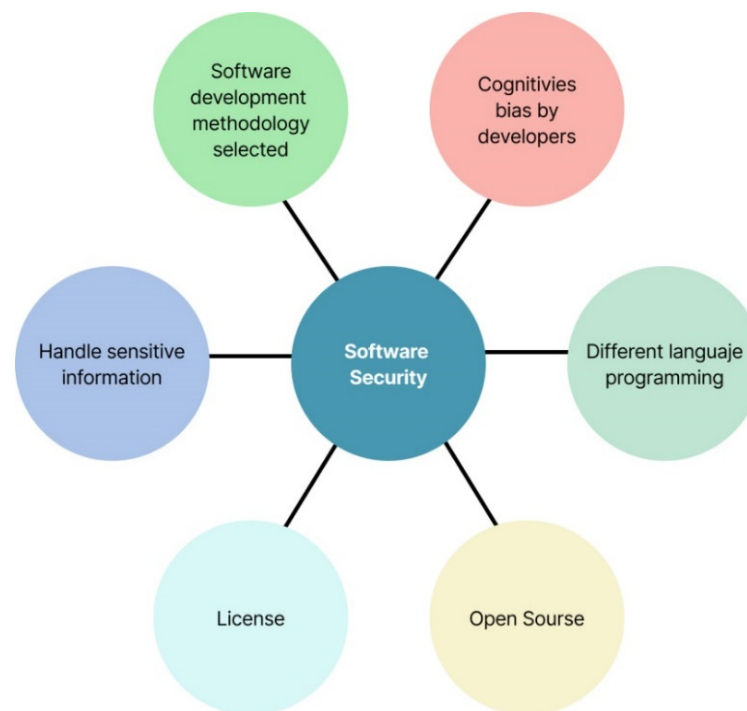 Software
development
methodology
selected
Cognitivies
bias by
developers
Handle sensitive
information
Software
Security
Different languaje
programming
License
Open Sourse